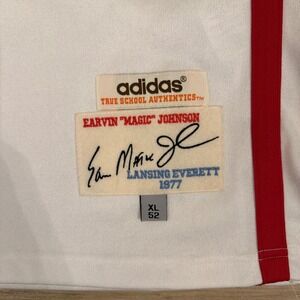 adidas®
TRUE SCHOOL AUTHENTICS™
EARVIN "MAGIC" JOHNSON
LANSING EVERETT
1977
XL
52